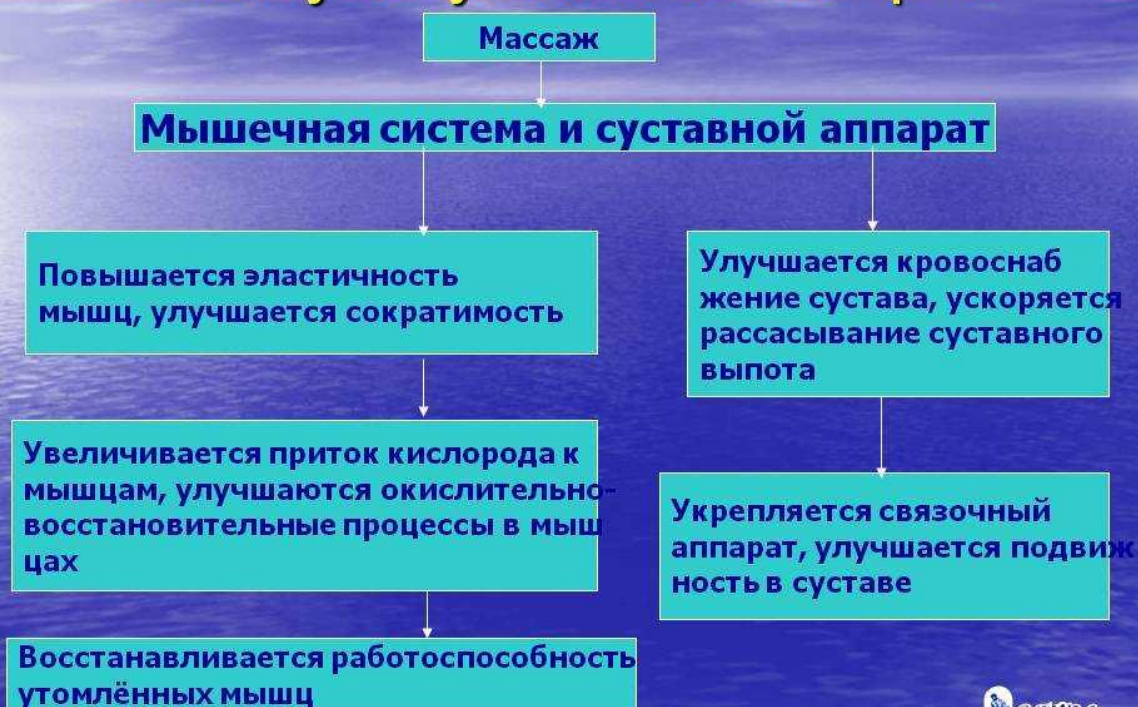 Массаж
Мышечная система и суставной аппарат
Повышается эластичность
мышц, улучшается сократимость
Увеличивается приток кислорода к
мышцам, улучшаются окислительно-
восстановительные процессы в мыш
цах
Восстанавливается работоспособность
утомлённых мышц
Улучшается кровоснаб
жение сустава, ускоряется
рассасывание суставного
выпота
Укрепляется связочный
аппарат, улучшается подвиж
ность в суставе